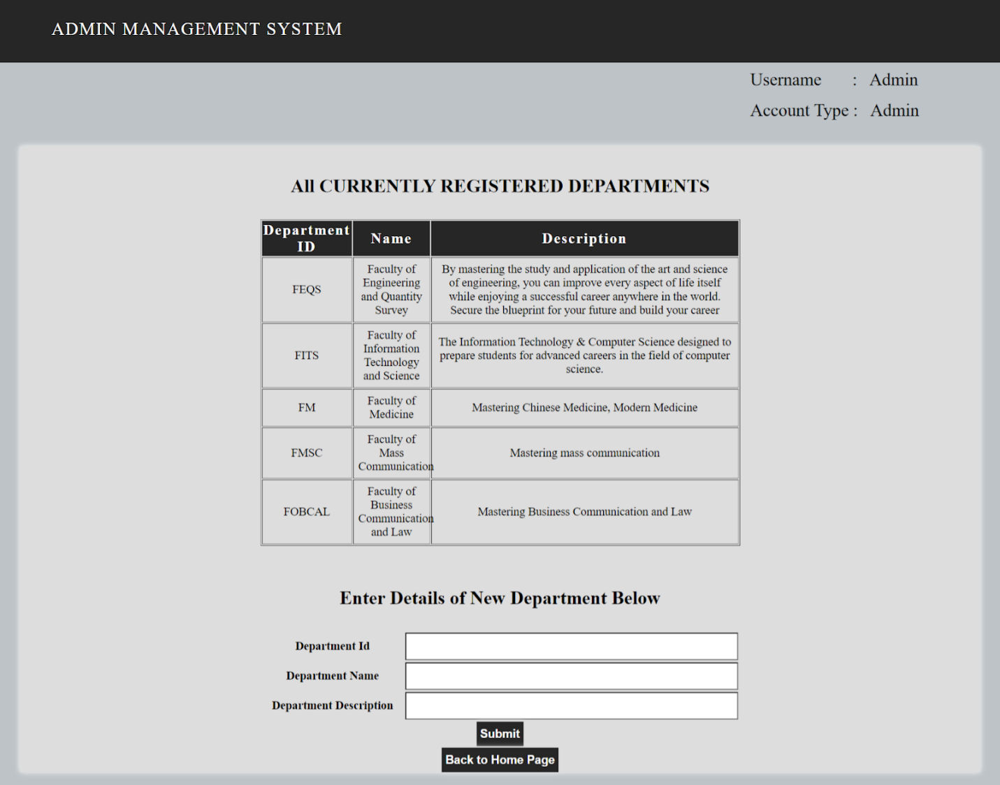 ADMIN MANAGEMENT SYSTEM
Username : Admin
Account Type : Admin
All CURRENTLY REGISTERED DEPARTMENTS
Department
ID
Name
Description
FEQS
Faculty of
Engineering
and Quantity
Survey
By mastering the study and application of the art and science
of engineering, you can improve every aspect of life itself
while enjoying a successful career anywhere in the world.
Secure the blueprint for your future and build your career
FITS
Faculty of
Information
Technology
and Science
The Information Technology & Computer Science designed to
prepare students for advanced careers in the field of computer
science.
FM
Faculty of
Medicine
Mastering Chinese Medicine, Modern Medicine
FMSC
Faculty of
Mass
Communication
Mastering mass communication
FOBCAL
Faculty of
Business
Communication
and Law
Mastering Business Communication and Law
Enter Details of New Department Below
Department Id
Department Name
Department Description
Submit
Back to Home Page